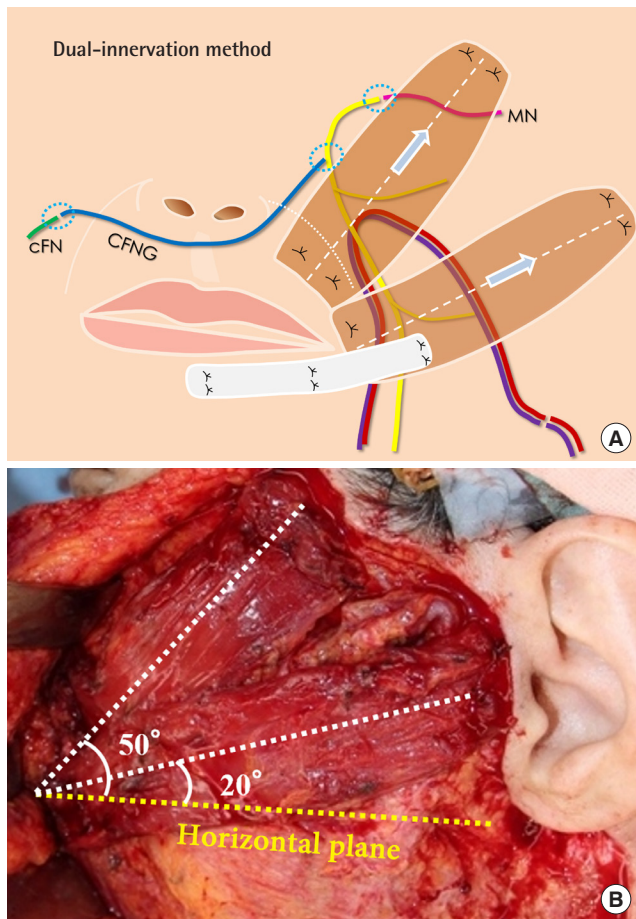 Dual-innervation method
MN
cFN
CFNG
A
50°
20°
Horizontal plane
B